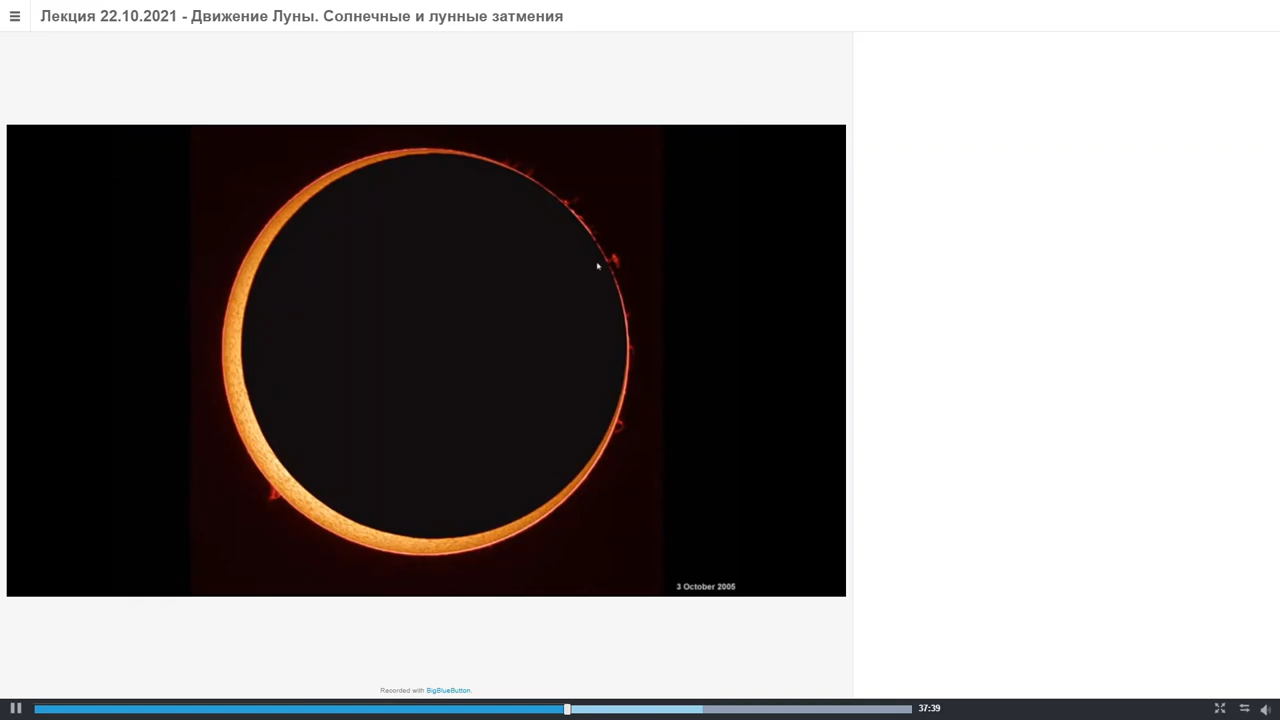 Лекция 22.10.2021 - Движение Луны. Солнечные и лунные затмения
3 October 2005
Recorded with BigBlueButton.
37:39